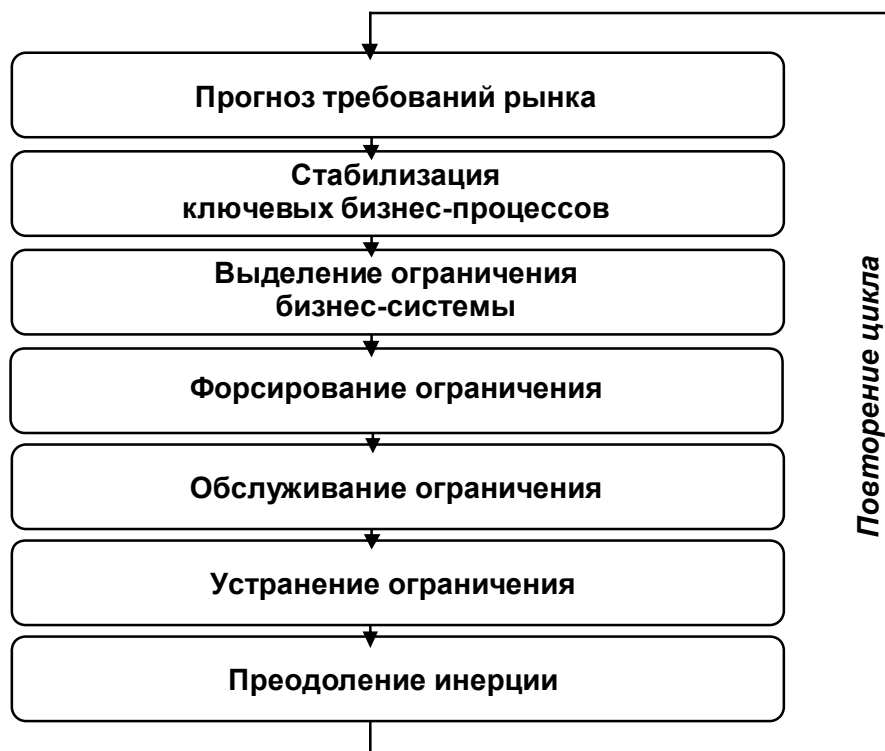 Прогноз требований рынка
Стабилизация
ключевых бизнес-процессов
Выделение ограничения
бизнес-системы
Форсирование ограничения
Обслуживание ограничения
Устранение ограничения
Преодоление инерции
Повторение цикла